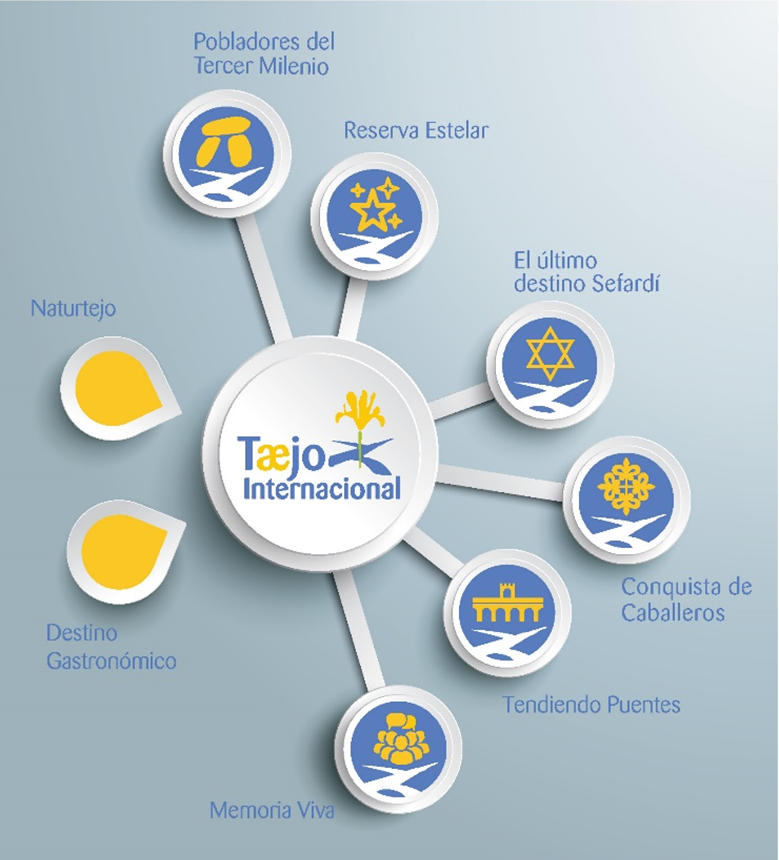 Pobladores del
Tercer Milenio
Reserva Estelar
El último
destino Sefardí
Naturtejo
Taejo
Internacional
Conquista de
Caballeros
Destino
Gastronómico
Tendiendo Puentes
Memoria Viva